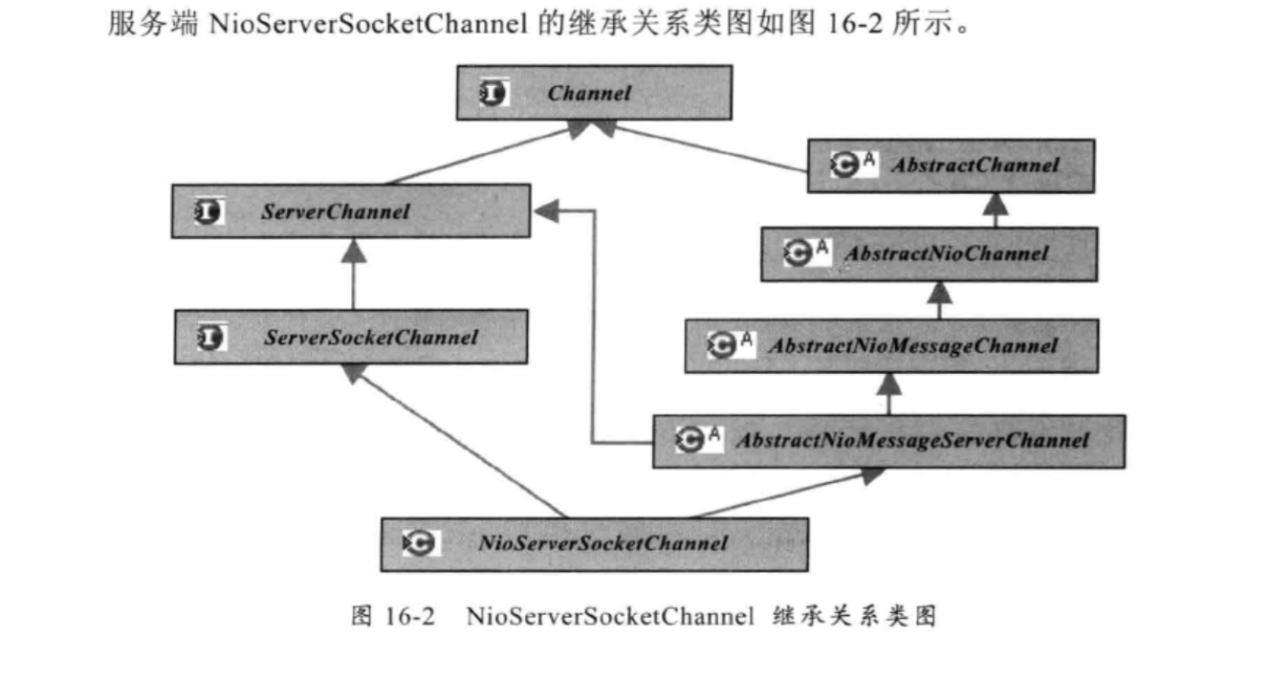 服务端 NioServerSocketChannel 的继承关系类图如图 16-2 所示。
I Channel
C A AbstractChannel
I ServerChannel
C A AbstractNioChannel
I ServerSocketChannel
C A AbstractNioMessageChannel
C A AbstractNioMessageServerChannel
C NioServerSocketChannel
图 16-2 NioServerSocketChannel 继承关系类图